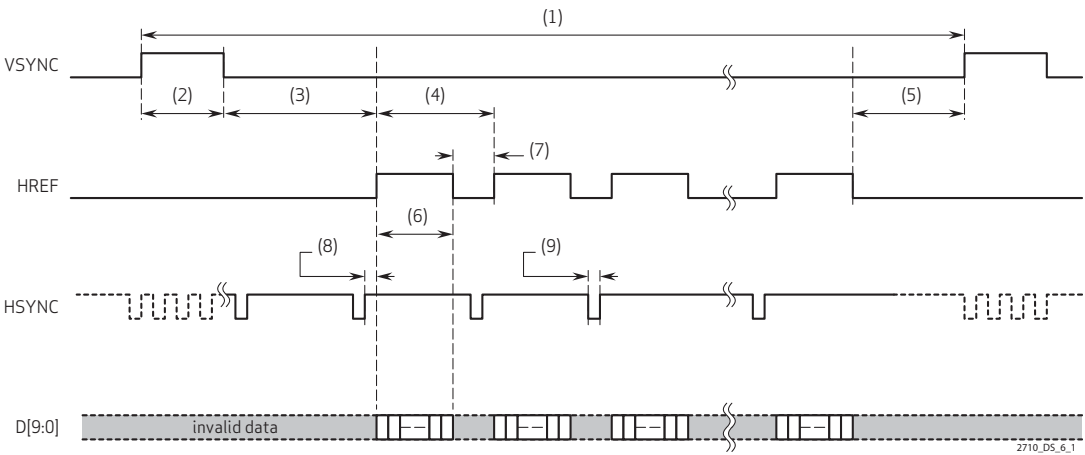 (1)
VSYNC
(2)
(3)
(4)
(5)
(7)
HREF
(6)
(8)
(9)
HSYNC
D[9:0]
invalid data
2710_DS_6_1